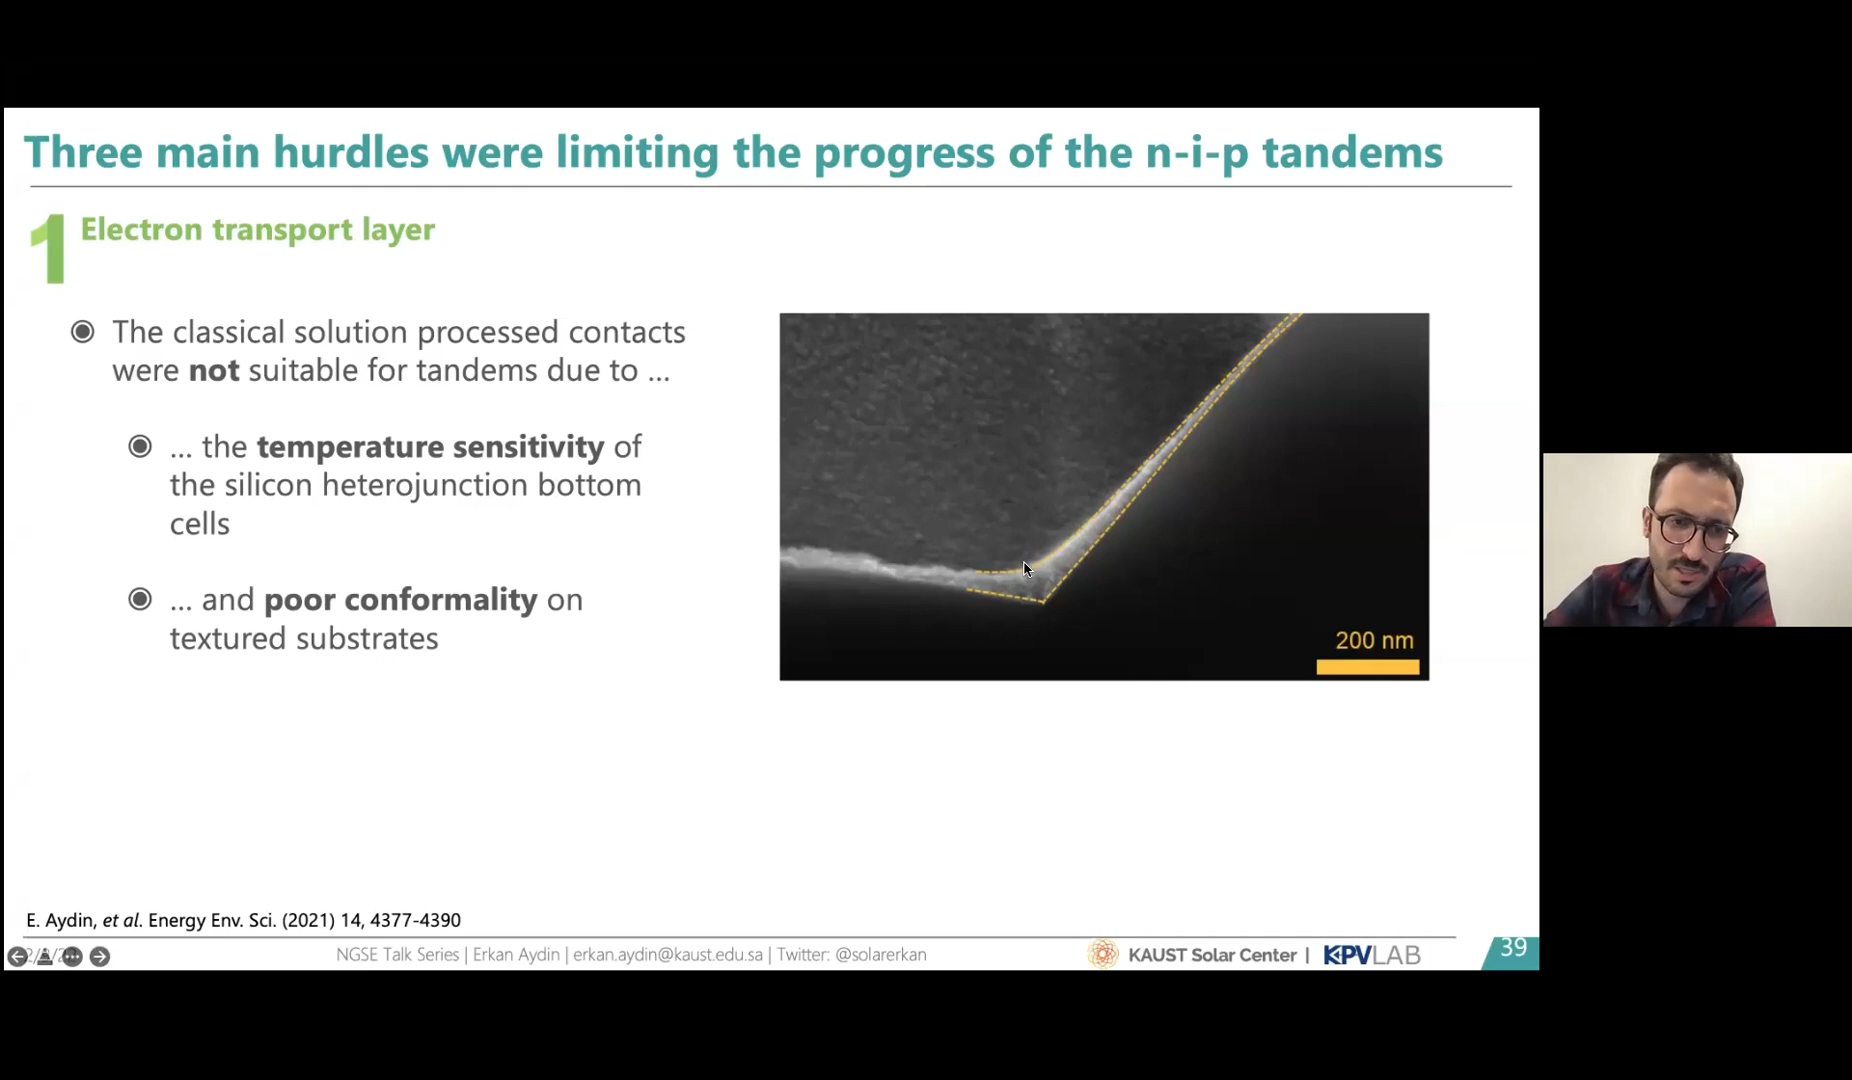 Three main hurdles were limiting the progress of the n-i-p tandems
1 Electron transport layer
The classical solution processed contacts
were not suitable for tandems due to ...
... the temperature sensitivity of
the silicon heterojunction bottom
cells
... and poor conformality on
textured substrates
200 nm
E. Aydin, et al. Energy Env. Sci. (2021) 14, 4377-4390
NGSE Talk Series | Erkan Aydin | erkan.aydin@kaust.edu.sa | Twitter: @solarerkan
KAUST Solar Center |
KPVLAB
39